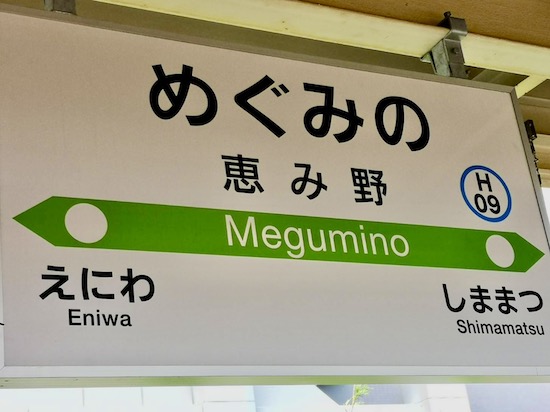 めぐみの
恵み野
H
09
Megumino
えにわ
Eniwa
しままつ
Shimamatsu